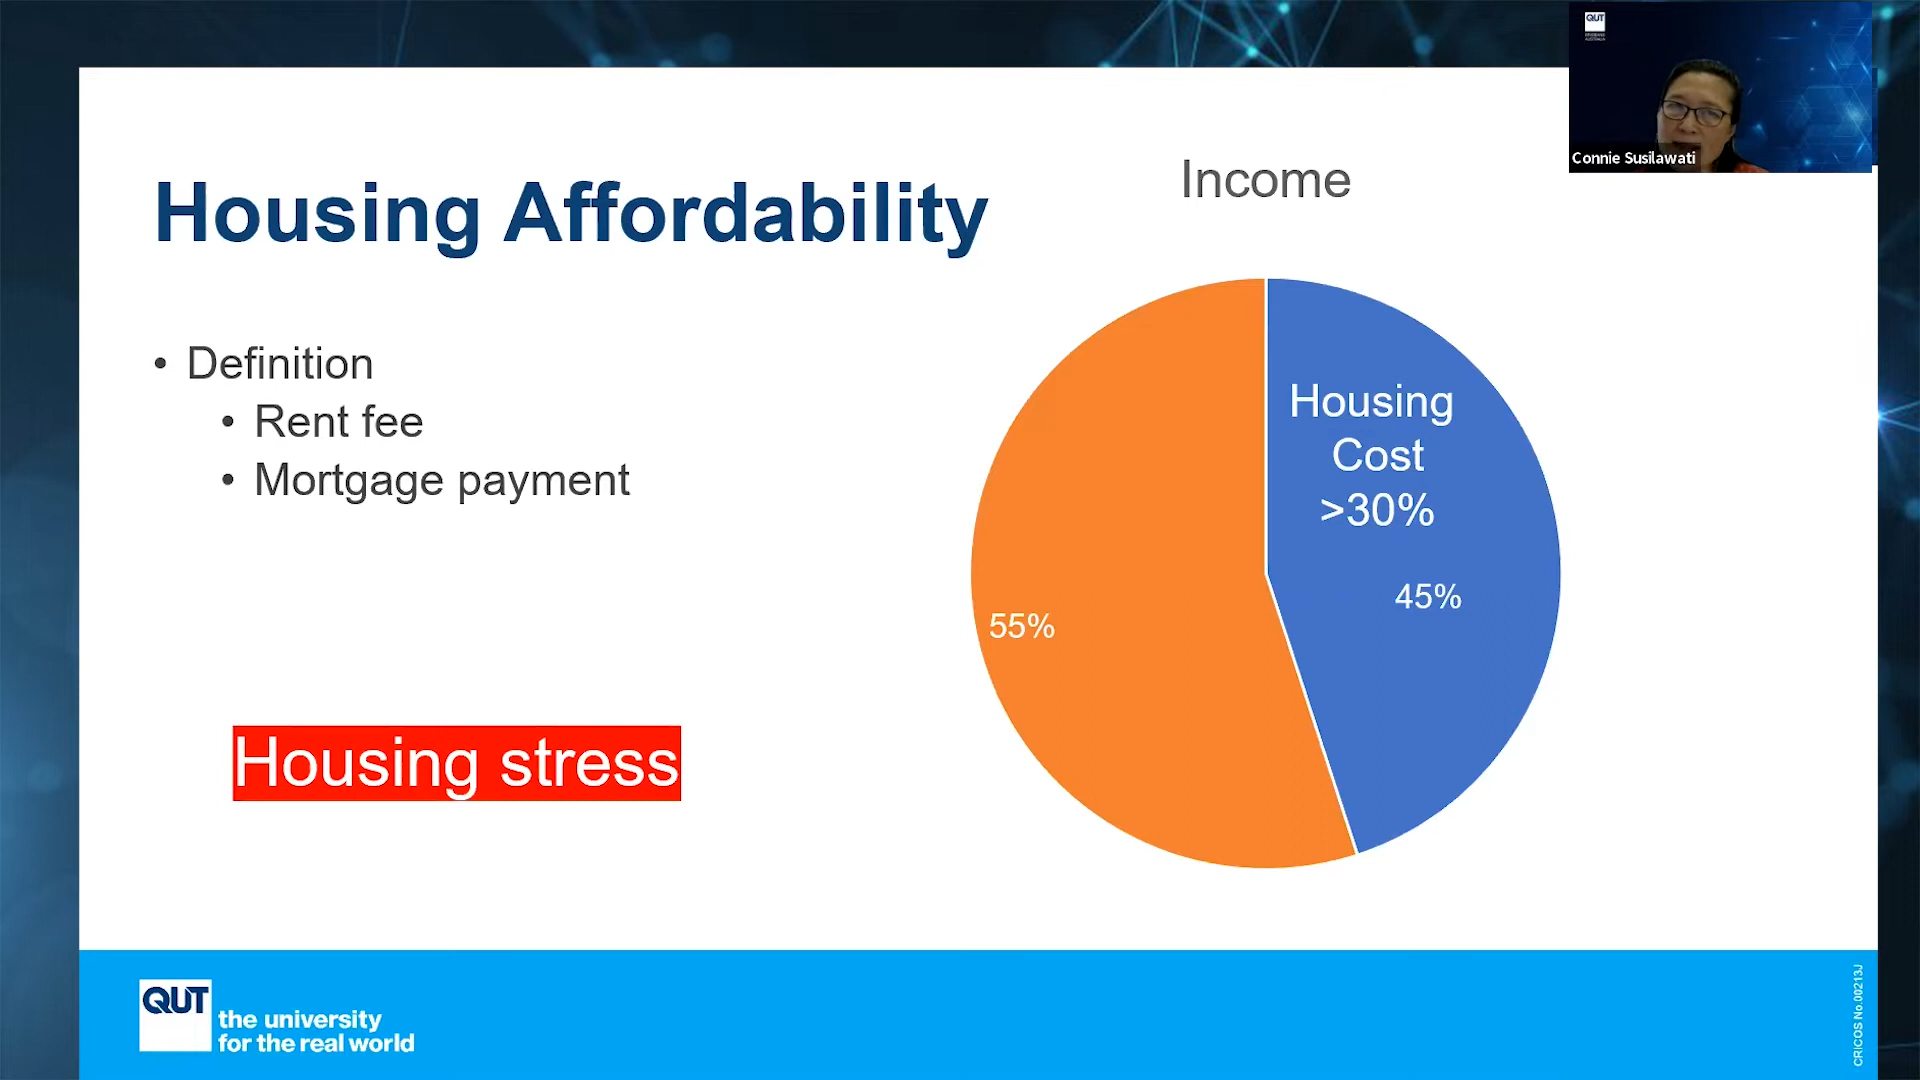 QUT
Connie Susilawati
Income
Housing Affordability
• Definition
• Rent fee
• Mortgage payment
Housing
Cost
>30%
45%
55%
Housing stress
QUT
the university
for the real world
CRICOS No.00213J